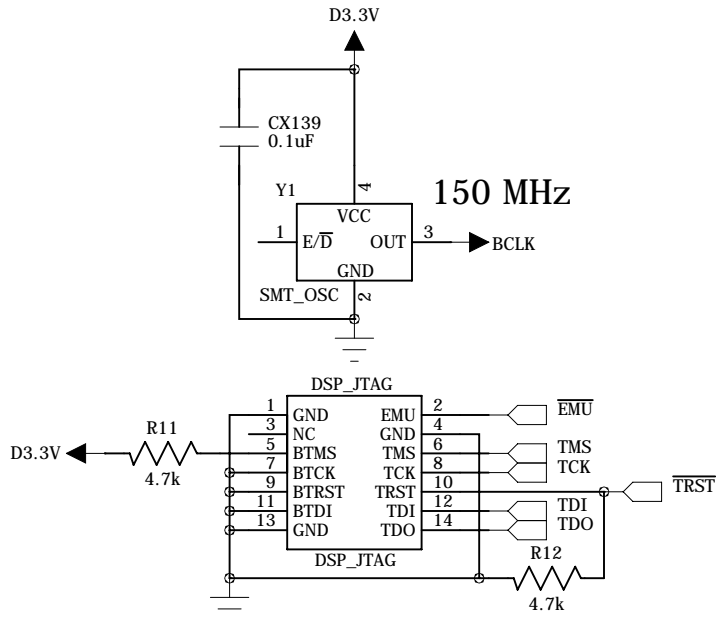 D3.3V
CX139
0.1uF
Y1
4
150 MHz
VCC
1
E/D̅
OUT
3
BCLK
GND
SMT_OSC
2
DSP_JTAG
1
GND
EMU
2
E̅M̅U̅
3
NC
GND
4
R11
D3.3V
4.7k
5
BTMS
TMS
6
TMS
7
BTCK
TCK
8
TCK
9
BTRST
TRST
10
T̅R̅S̅T̅
11
BTDI
TDI
12
TDI
13
GND
TDO
14
TDO
DSP_JTAG
R12
4.7k